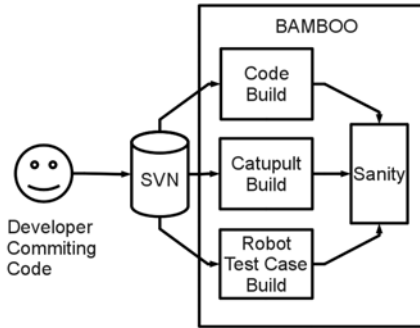 BAMBOO
Code
Build
SVN
Catupult
Build
Sanity
Developer
Commiting
Code
Robot
Test Case
Build